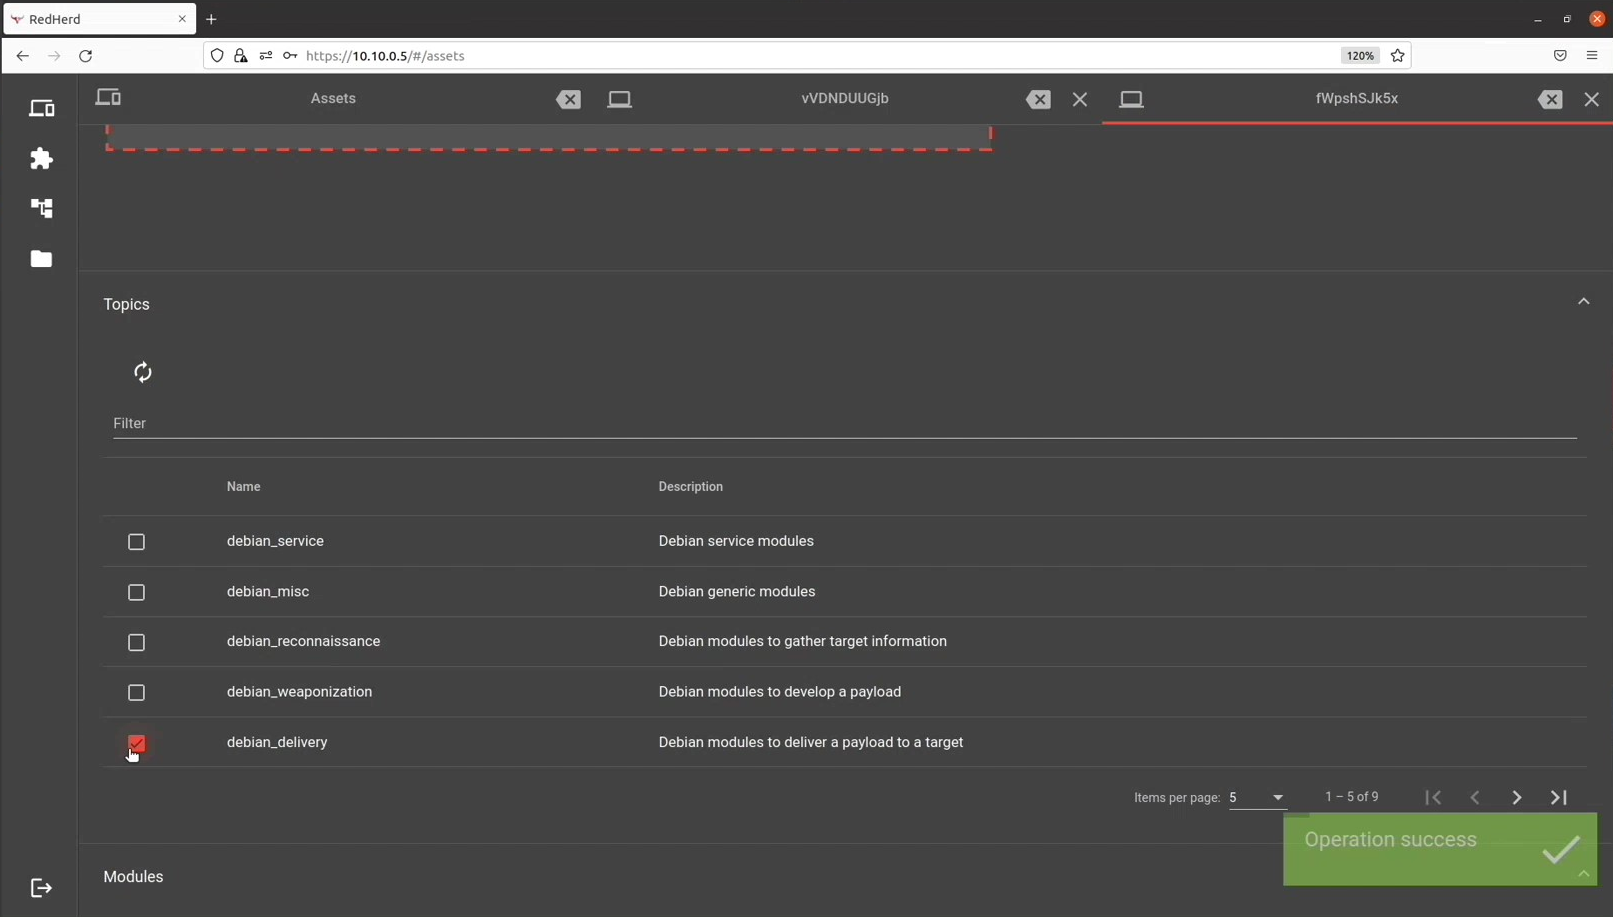 RedHerd
https://10.10.0.5/#/assets
120%
Assets
vVDNDUUGjb
fWpshSJk5x
Topics
Filter
Name Description
debian_service Debian service modules
debian_misc Debian generic modules
debian_reconnaissance Debian modules to gather target information
debian_weaponization Debian modules to develop a payload
debian_delivery Debian modules to deliver a payload to a target
Items per page: 5 1 – 5 of 9
Operation success
Modules